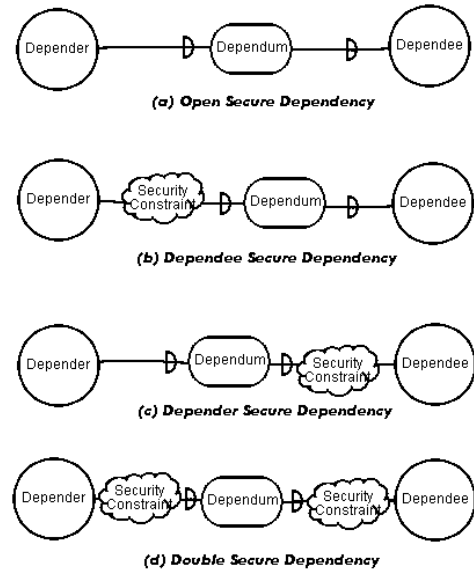 Depender Dependum Dependee
(a) Open Secure Dependency
Depender Security Constraint Dependum Dependee
(b) Dependee Secure Dependency
Depender Dependum Security Constraint Dependee
(c) Depender Secure Dependency
Depender Security Constraint Dependum Security Constraint Dependee
(d) Double Secure Dependency